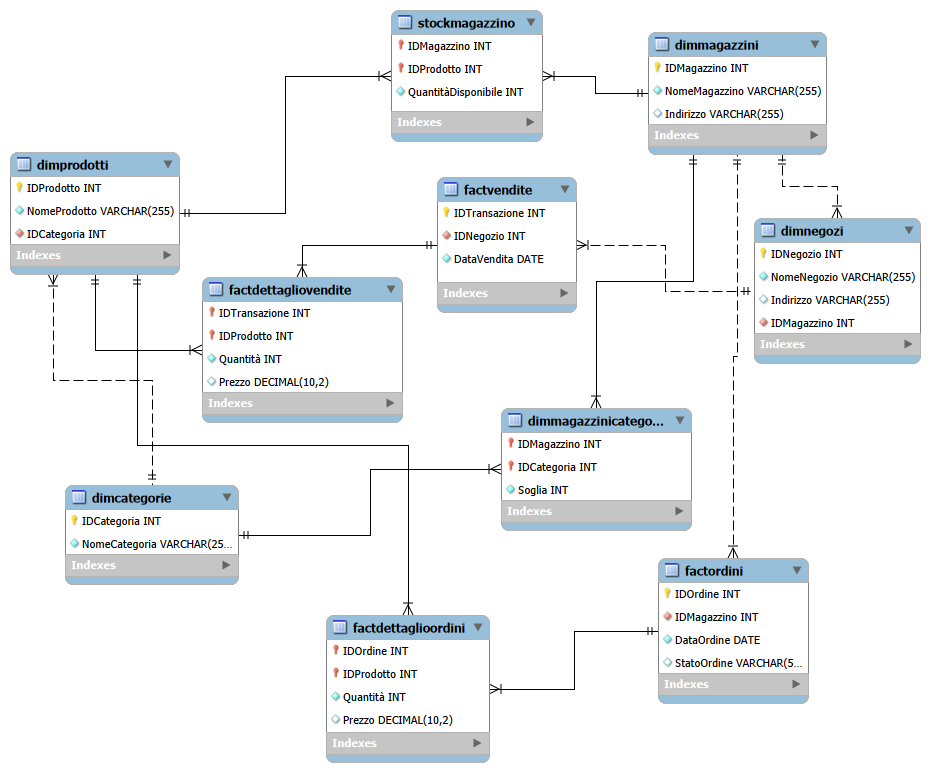 stockmagazzino
IDMagazzino INT
IDProdotto INT
QuantitàDisponibile INT
Indexes
dimmagazzini
IDMagazzino INT
NomeMagazzino VARCHAR(255)
Indirizzo VARCHAR(255)
Indexes
dimprodotti
IDProdotto INT
NomeProdotto VARCHAR(255)
IDCategoria INT
Indexes
factvendite
IDTransazione INT
IDNegozio INT
DataVendita DATE
Indexes
dimnegozi
IDNegozio INT
NomeNegozio VARCHAR(255)
Indirizzo VARCHAR(255)
IDMagazzino INT
Indexes
factdettagliovendite
IDTransazione INT
IDProdotto INT
Quantità INT
Prezzo DECIMAL(10,2)
Indexes
dimmagazzinicatego...
IDMagazzino INT
IDCategoria INT
Soglia INT
Indexes
dimcategorie
IDCategoria INT
NomeCategoria VARCHAR(25...
Indexes
factordini
IDOrdine INT
IDMagazzino INT
DataOrdine DATE
StatoOrdine VARCHAR(5...
Indexes
factdettaglioordini
IDOrdine INT
IDProdotto INT
Quantità INT
Prezzo DECIMAL(10,2)
Indexes